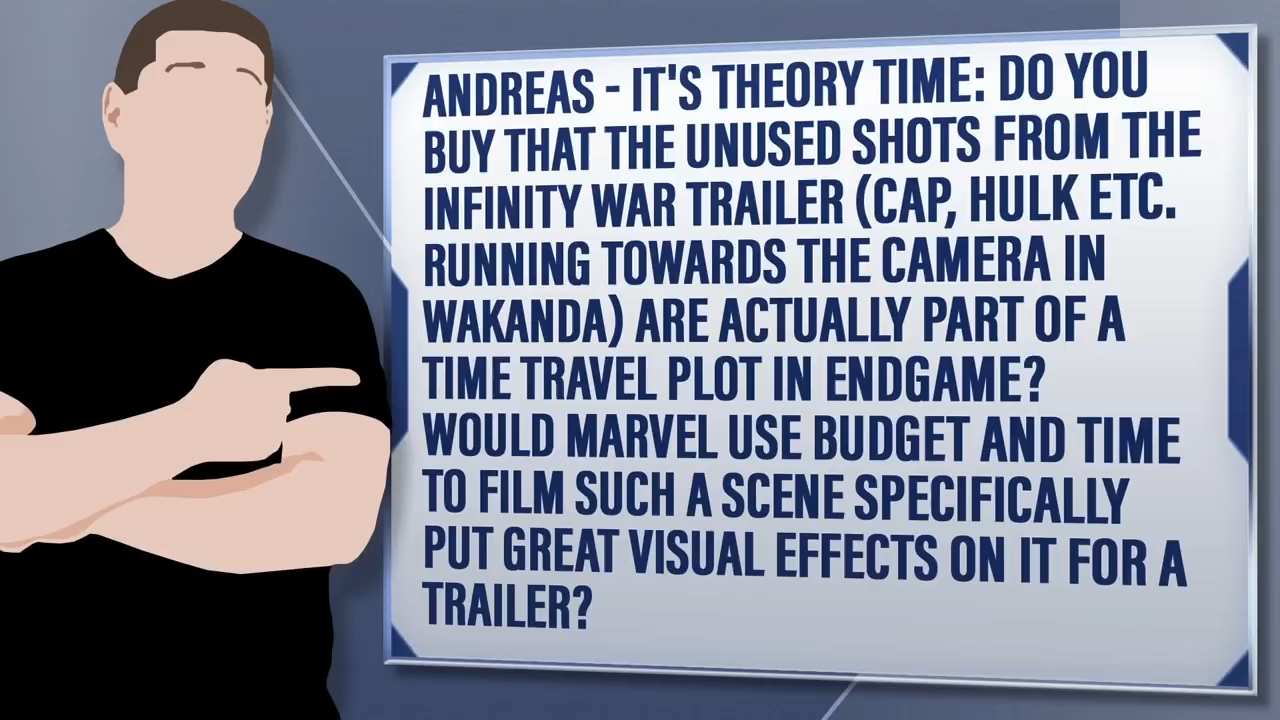 ANDREAS - IT'S THEORY TIME: DO YOU
BUY THAT THE UNUSED SHOTS FROM THE
INFINITY WAR TRAILER (CAP, HULK ETC.
RUNNING TOWARDS THE CAMERA IN
WAKANDA) ARE ACTUALLY PART OF A
TIME TRAVEL PLOT IN ENDGAME?
WOULD MARVEL USE BUDGET AND TIME
TO FILM SUCH A SCENE SPECIFICALLY
PUT GREAT VISUAL EFFECTS ON IT FOR A
TRAILER?